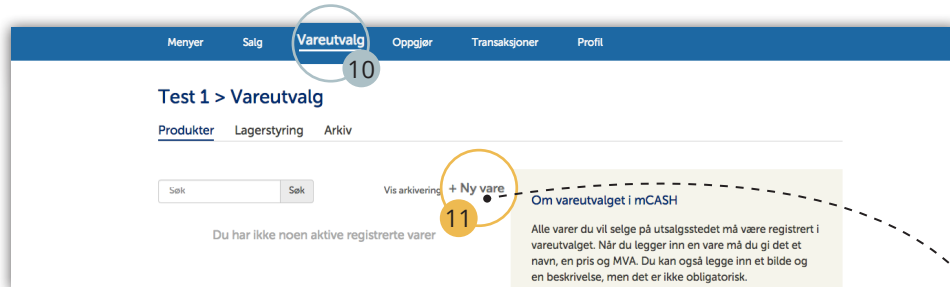 Menyer Salg Vareutvalg Oppgjør Transaksjoner Profil
10
Test 1 > Vareutvalg
Produkter Lagerstyring Arkiv
Søk Søk Vis arkivering + Ny vare
11
Du har ikke noen aktive registrerte varer
Om vareutvalget i mCASH
Alle varer du vil selge på utsalgsstedet må være registrert i
vareutvalget. Når du legger inn en vare må du gi det et
navn, en pris og MVA. Du kan også legge inn et bilde og
en beskrivelse, men det er ikke obligatorisk.